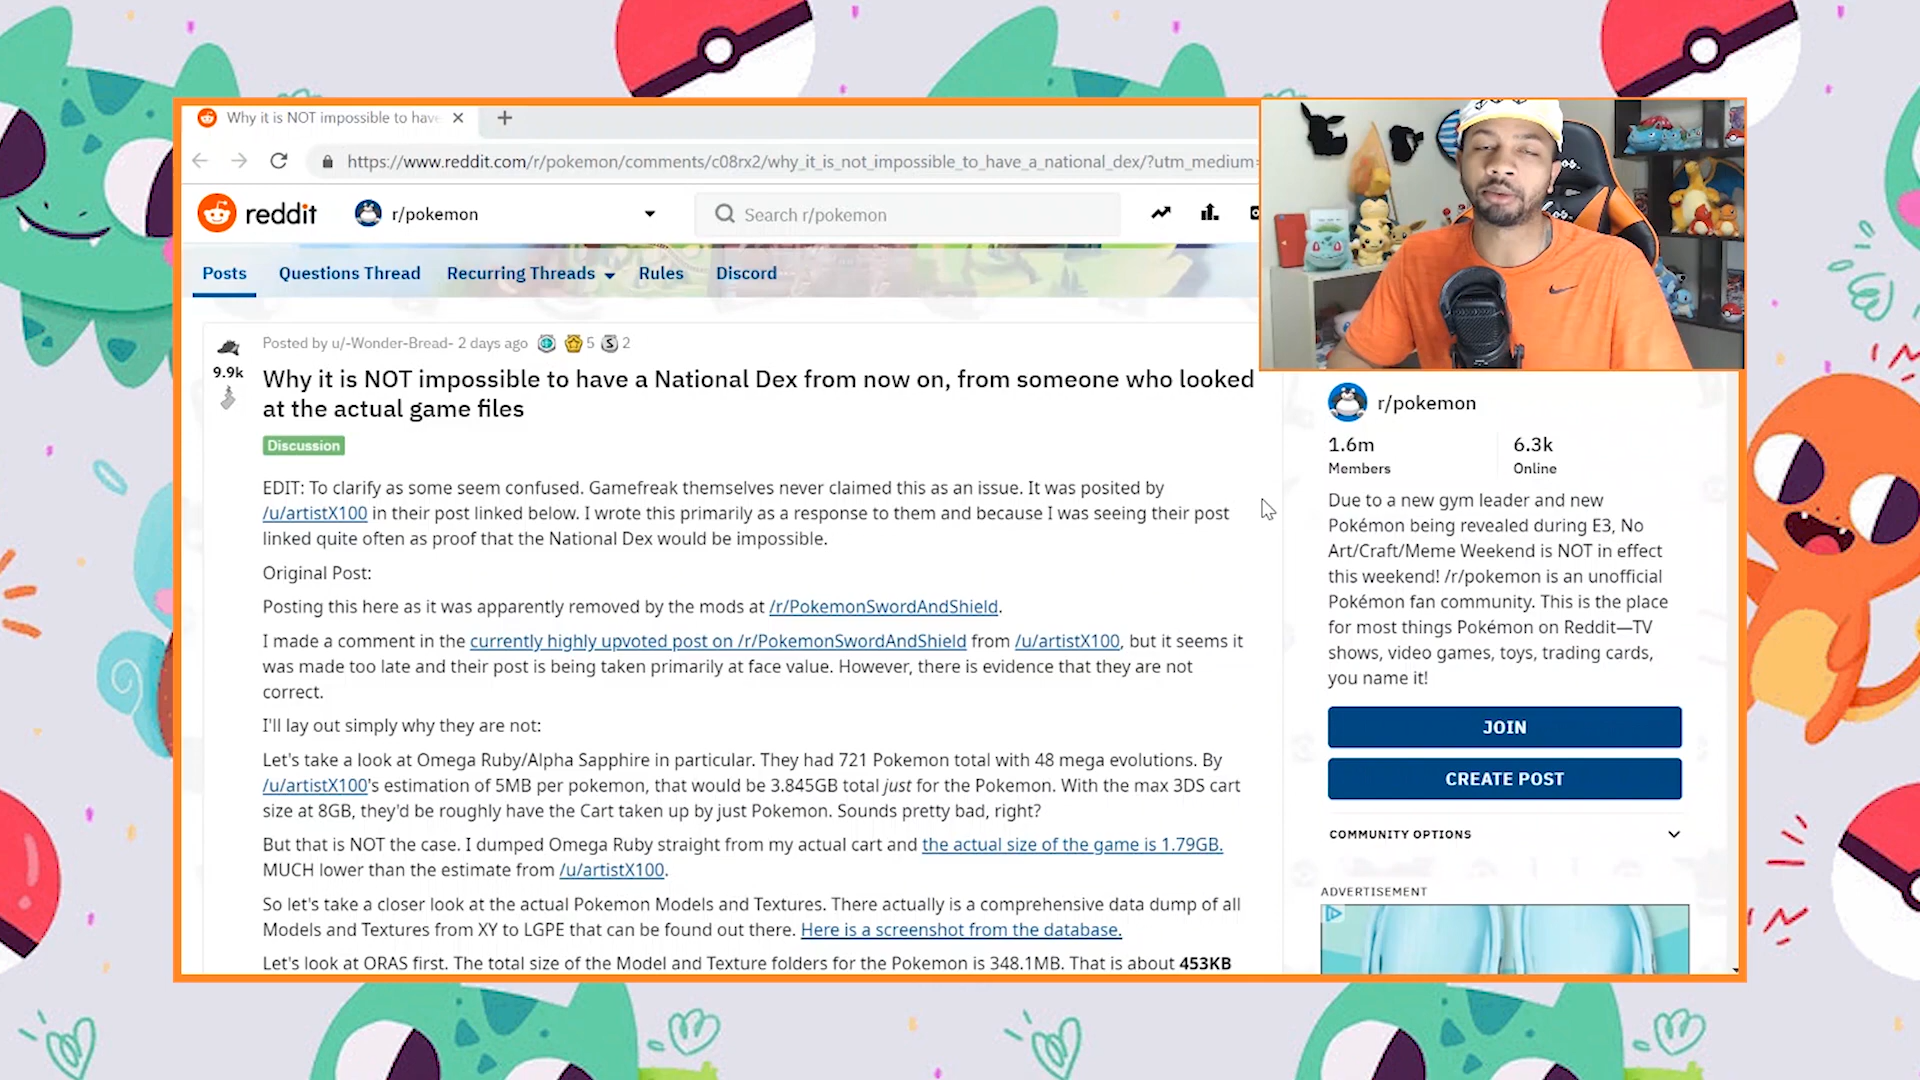 Why it is NOT impossible to have
https://www.reddit.com/r/pokemon/comments/c08rx2/why_it_is_not_impossible_to_have_a_national_dex/?utm_medium=
reddit
r/pokemon
Search r/pokemon
Posts
Questions Thread
Recurring Threads
Rules
Discord
Posted by u/-Wonder-Bread- 2 days ago
5
S 2
9.9k
Why it is NOT impossible to have a National Dex from now on, from someone who looked
at the actual game files
Discussion
EDIT: To clarify as some seem confused. Gamefreak themselves never claimed this as an issue. It was posited by
/u/artistX100 in their post linked below. I wrote this primarily as a response to them and because I was seeing their post
linked quite often as proof that the National Dex would be impossible.
Original Post:
Posting this here as it was apparently removed by the mods at /r/PokemonSwordAndShield.
I made a comment in the currently highly upvoted post on /r/PokemonSwordAndShield from /u/artistX100, but it seems it
was made too late and their post is being taken primarily at face value. However, there is evidence that they are not
correct.
I'll lay out simply why they are not:
Let's take a look at Omega Ruby/Alpha Sapphire in particular. They had 721 Pokemon total with 48 mega evolutions. By
/u/artistX100's estimation of 5MB per pokemon, that would be 3.845GB total just for the Pokemon. With the max 3DS cart
size at 8GB, they'd be roughly have the Cart taken up by just Pokemon. Sounds pretty bad, right?
But that is NOT the case. I dumped Omega Ruby straight from my actual cart and the actual size of the game is 1.79GB.
MUCH lower than the estimate from /u/artistX100.
So let's take a closer look at the actual Pokemon Models and Textures. There actually is a comprehensive data dump of all
Models and Textures from XY to LGPE that can be found out there. Here is a screenshot from the database.
Let's look at ORAS first. The total size of the Model and Texture folders for the Pokemon is 348.1MB. That is about 453KB
r/pokemon
1.6m
Members
6.3k
Online
Due to a new gym leader and new
Pokémon being revealed during E3, No
Art/Craft/Meme Weekend is NOT in effect
this weekend! /r/pokemon is an unofficial
Pokémon fan community. This is the place
for most things Pokémon on Reddit—TV
shows, video games, toys, trading cards,
you name it!
JOIN
CREATE POST
COMMUNITY OPTIONS
ADVERTISEMENT